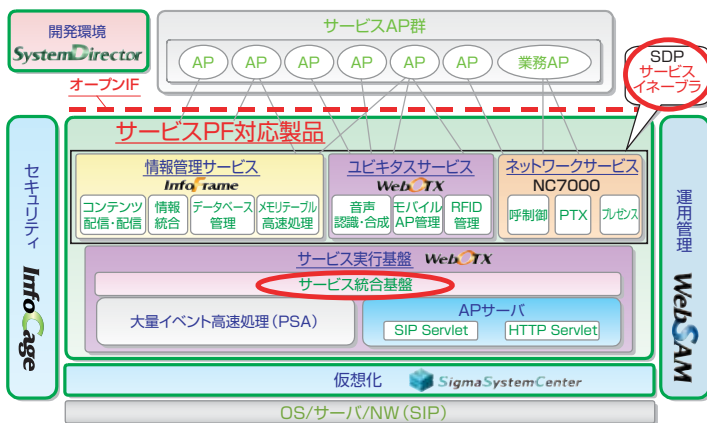 開発環境
SystemDirector
サービスAP群
AP
AP
AP
AP
AP
AP
業務AP
SDP
サービス
イネーブラ
オープンIF
サービスPF対応製品
セキュリティ
InfoCage
情報管理サービス
InfoFrame
コンテンツ
配信・配信
情報
統合
データベース
管理
メモリテーブル
高速処理
ユビキタスサービス
WebOTX
音声
認識・合成
モバイル
AP管理
RFID
管理
ネットワークサービス
NC7000
呼制御
PTX
プレゼンス
運用管理
WebSAM
サービス実行基盤 WebOTX
サービス統合基盤
大量イベント高速処理(PSA)
APサーバ
SIP Servlet
HTTP Servlet
仮想化 SigmaSystemCenter
OS/サーバ/NW(SIP)